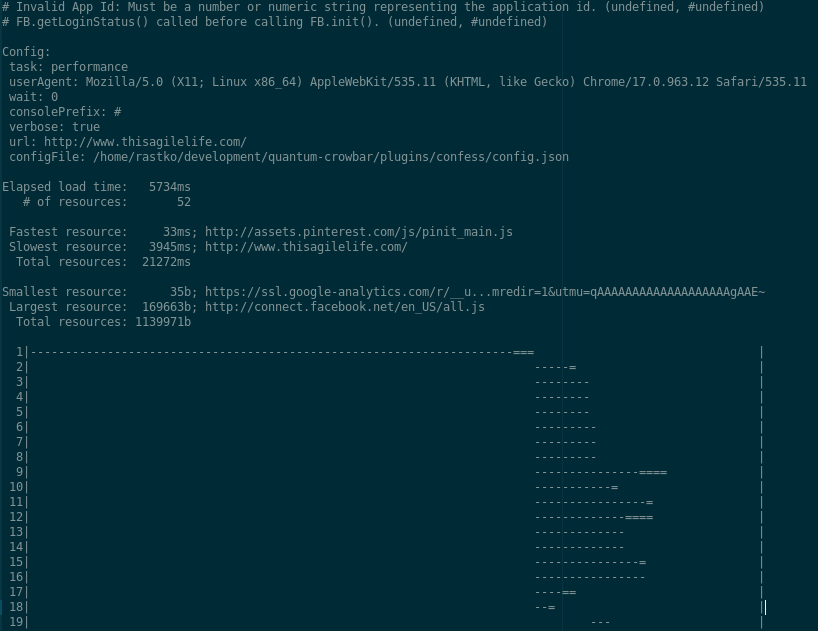 # Invalid App Id: Must be a number or numeric string representing the application id. (undefined, #undefined)
# FB.getLoginStatus() called before calling FB.init(). (undefined, #undefined)

Config:
 task: performance
 userAgent: Mozilla/5.0 (X11; Linux x86_64) AppleWebKit/535.11 (KHTML, like Gecko) Chrome/17.0.963.12 Safari/535.11
 wait: 0
 consolePrefix: #
 verbose: true
 url: http://www.thisagilelife.com/
 configFile: /home/rastko/development/quantum-crowbar/plugins/confess/config.json

Elapsed load time:   5734ms
   # of resources:       52

 Fastest resource:     33ms; http://assets.pinterest.com/js/pinit_main.js
 Slowest resource:   3945ms; http://www.thisagilelife.com/
  Total resources:  21272ms

Smallest resource:      35b; https://ssl.google-analytics.com/r/__u...mredir=1&utmu=qAAAAAAAAAAAAAAAAAAAgAAE~
 Largest resource:  169663b; http://connect.facebook.net/en_US/all.js
  Total resources: 1139971b

  1|---------------------------------------------------------------------===                                |
  2|                                                                        -----=                          |
  3|                                                                        --------                        |
  4|                                                                        --------                        |
  5|                                                                        --------                        |
  6|                                                                        ---------                       |
  7|                                                                        ---------                       |
  8|                                                                        ---------                       |
  9|                                                                        ---------------====             |
 10|                                                                        -----------=                    |
 11|                                                                        ----------------=               |
 12|                                                                        -------------====               |
 13|                                                                        -------------                   |
 14|                                                                        -------------                   |
 15|                                                                        ---------------=                |
 16|                                                                        ----------------                |
 17|                                                                        ----==                          |
 18|                                                                        --=                             |
 19|                                                                                ---                     |